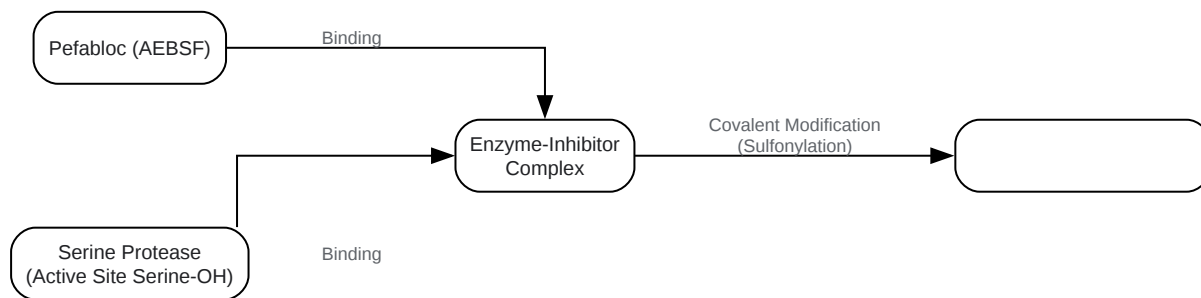 Pefabloc (AEBSF)
Binding
Enzyme-Inhibitor
Complex
Covalent Modification
(Sulfonylation)
Serine Protease
(Active Site Serine-OH)
Binding